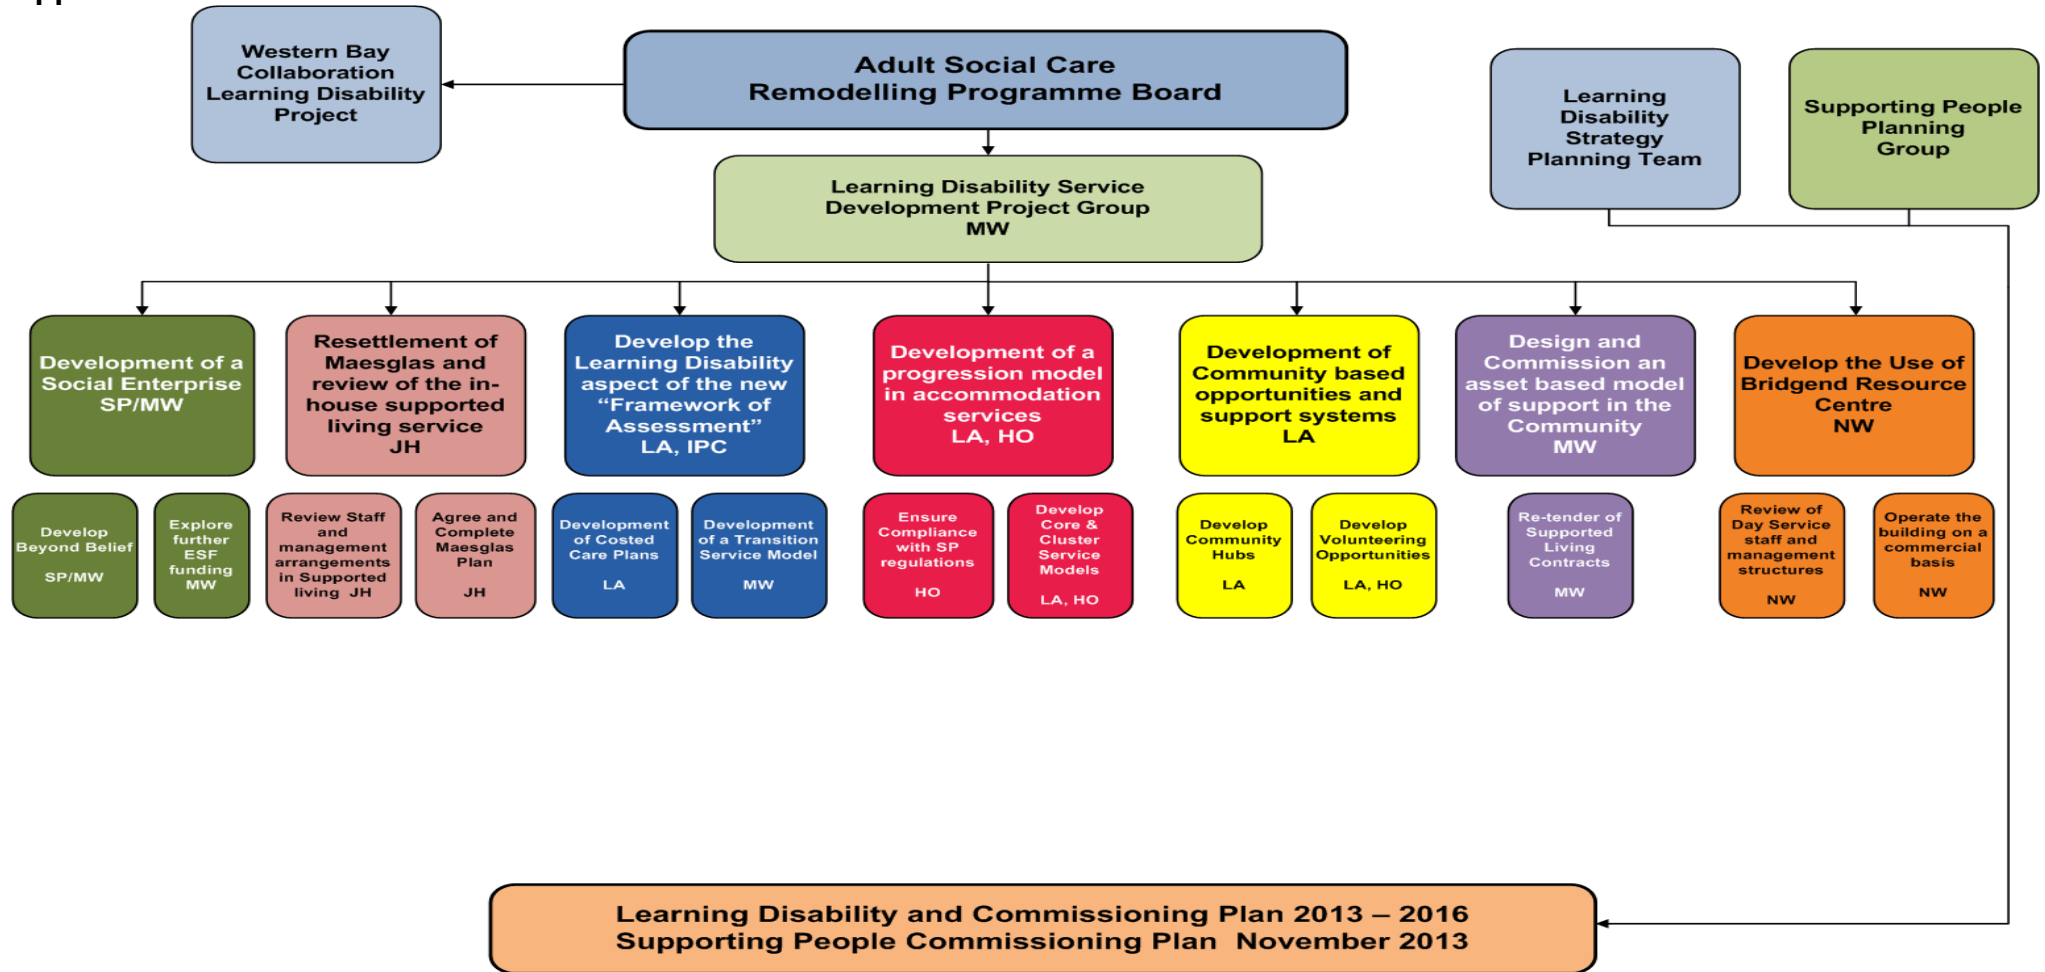 Western Bay
Collaboration
Learning Disability
Project
Adult Social Care
Remodelling Programme Board
Learning
Disability
Strategy
Planning Team
Supporting People
Planning
Group
Learning Disability Service
Development Project Group
MW
Development of a
Social Enterprise
SP/MW
Resettlement of
Maesglas and
review of the in-
house supported
living service
JH
Develop the
Learning Disability
aspect of the new
“Framework of
Assessment”
LA, IPC
Development of a
progression model
in accommodation
services
LA, HO
Development of
Community based
opportunities and
support systems
LA
Design and
Commission an
asset based model
of support in the
Community
MW
Develop the Use of
Bridgend Resource
Centre
NW
Develop
Beyond Belief
SP/MW
Explore
further
ESF
funding
MW
Review Staff
and
management
arrangements
in Supported
living JH
Agree and
Complete
Maesglas
Plan
JH
Development
of Costed
Care Plans
LA
Development
of a Transition
Service Model
MW
Ensure
Compliance
with SP
regulations
HO
Develop
Core &
Cluster
Service
Models
LA, HO
Develop
Community
Hubs
LA
Develop
Volunteering
Opportunities
LA, HO
Re-tender of
Supported
Living
Contracts
MW
Review of
Day Service
staff and
management
structures
NW
Operate the
building on a
commercial
basis
NW
Learning Disability and Commissioning Plan 2013 – 2016
Supporting People Commissioning Plan November 2013